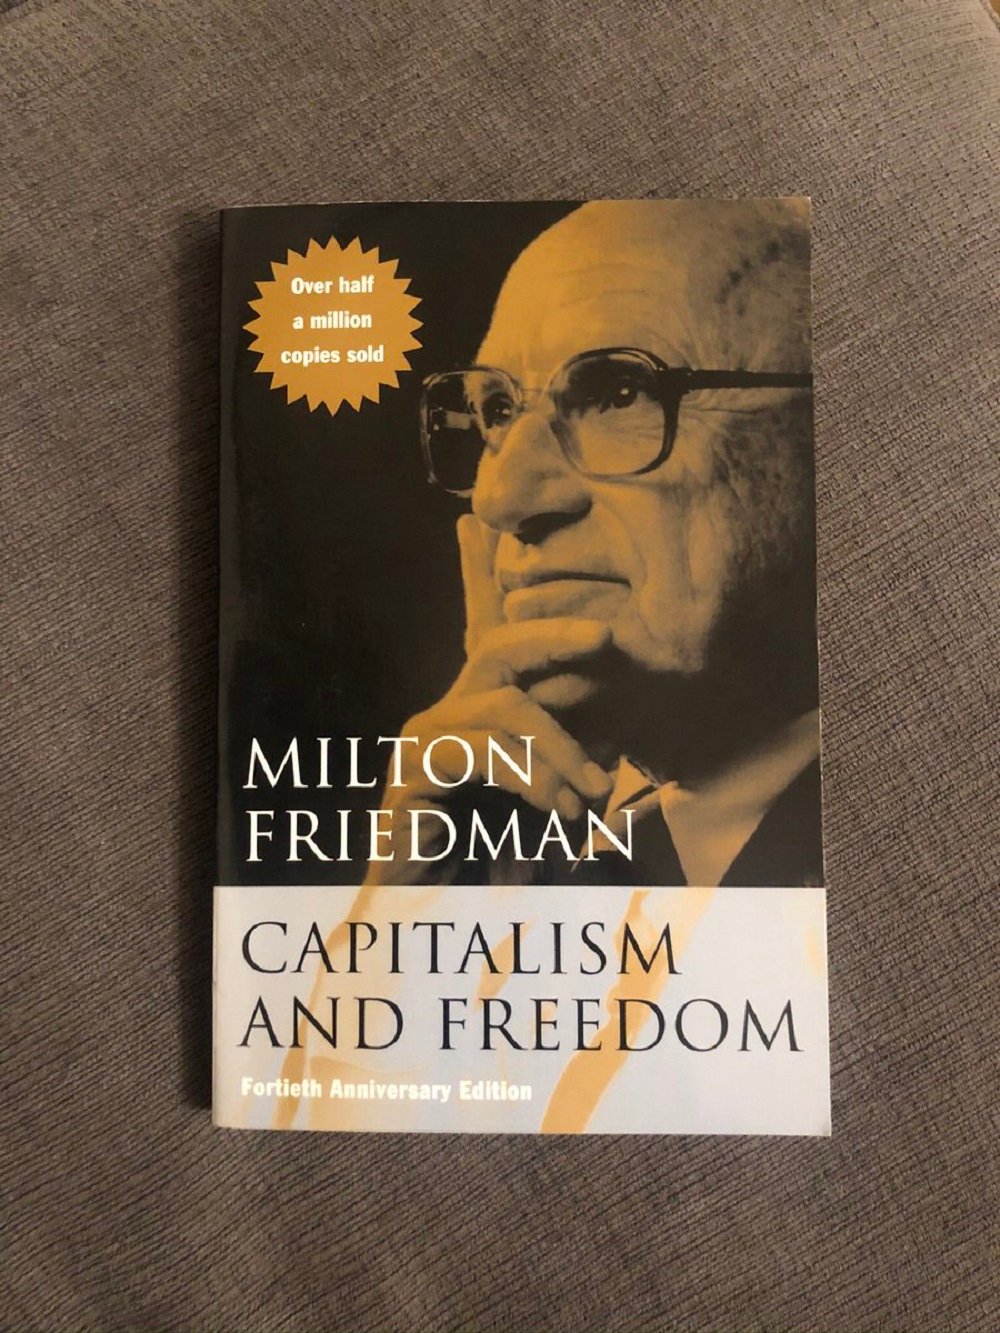 Over half
a million
copies sold
MILTON
FRIEDMAN
CAPITALISM
AND FREEDOM
Fortieth Anniversary Edition